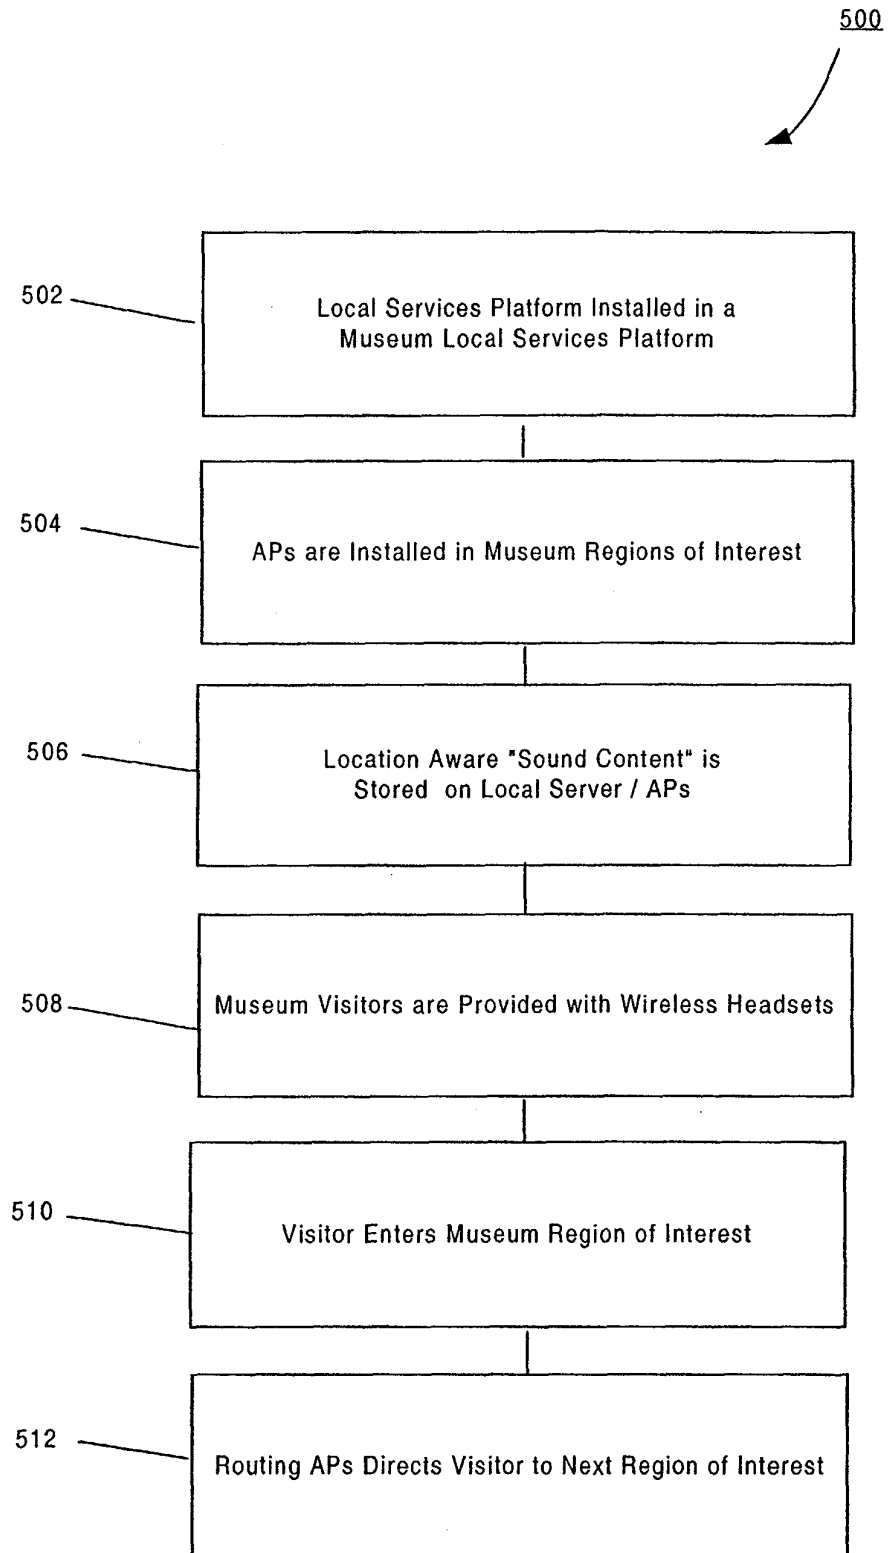 500
502
Local Services Platform Installed in a
Museum Local Services Platform
504
APs are Installed in Museum Regions of Interest
506
Location Aware "Sound Content" is
Stored on Local Server / APs
508
Museum Visitors are Provided with Wireless Headsets
510
Visitor Enters Museum Region of Interest
512
Routing APs Directs Visitor to Next Region of Interest